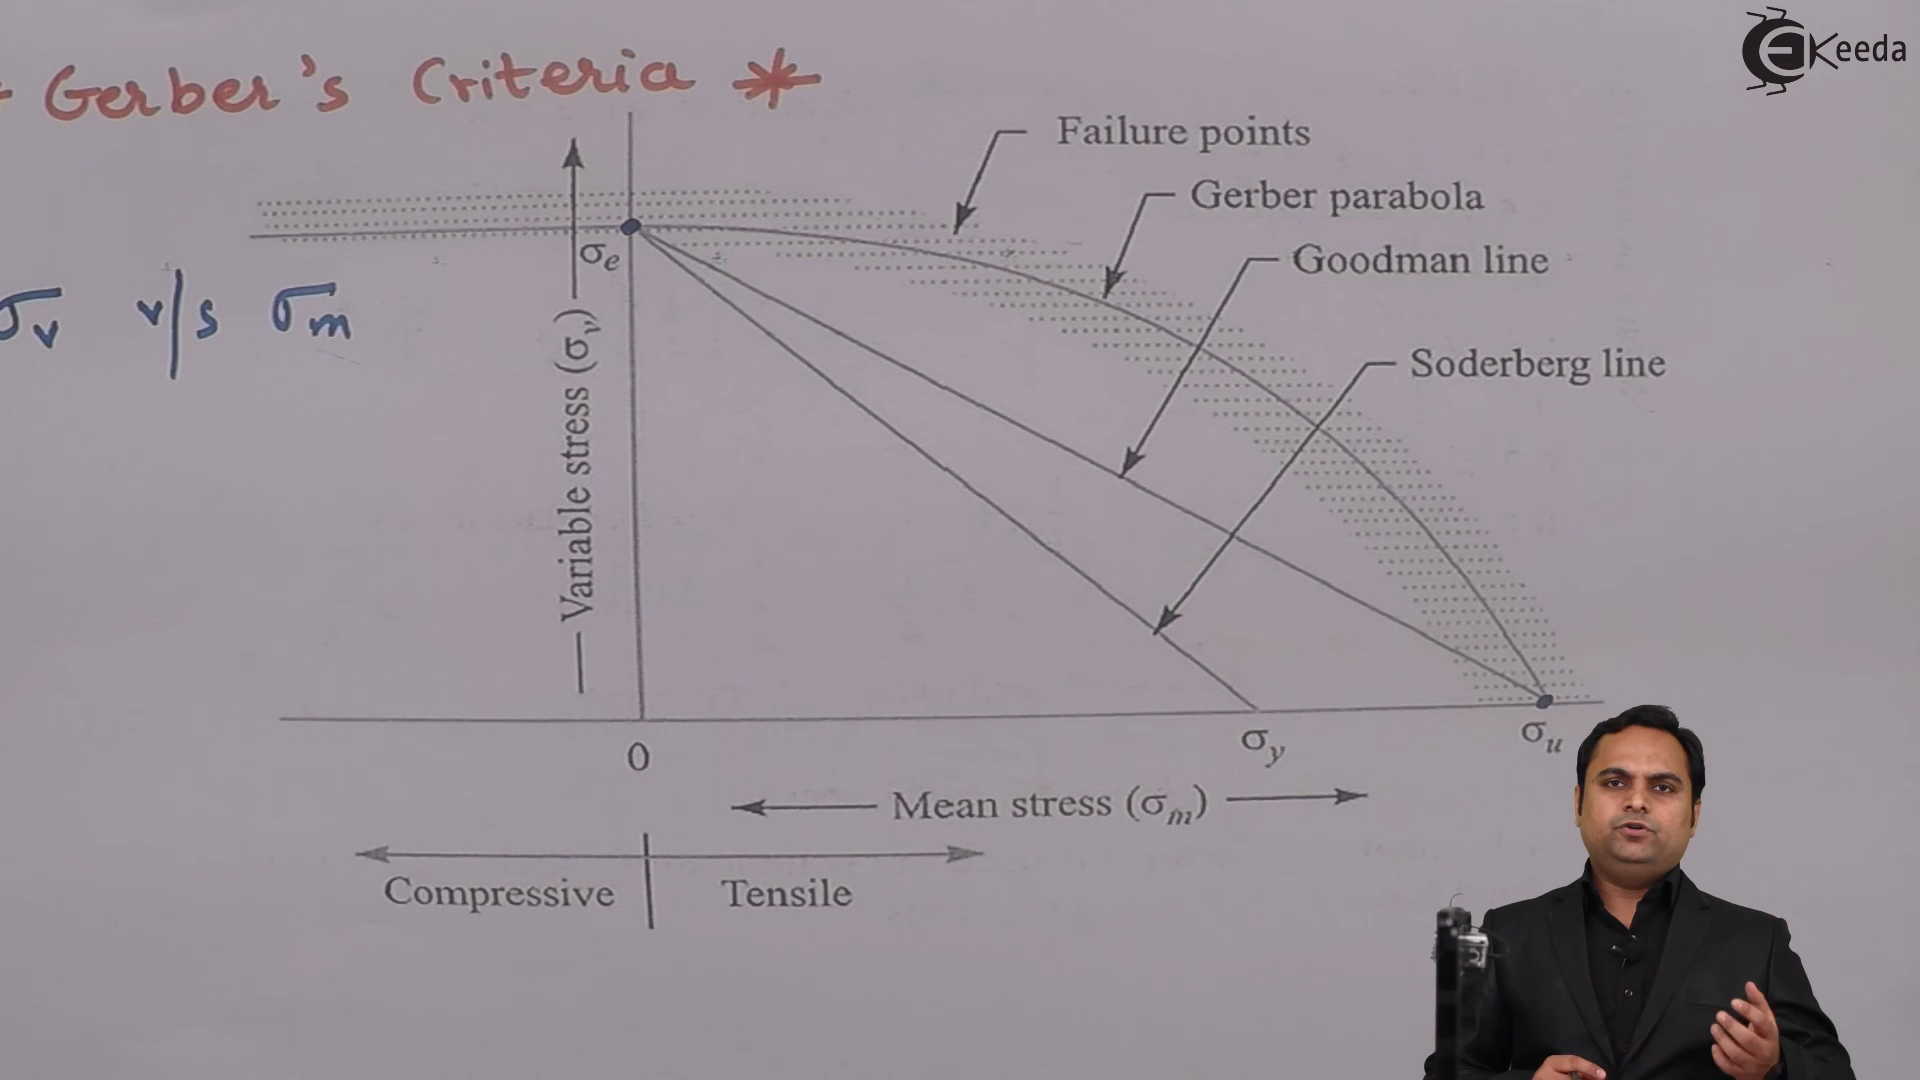 Gerber's Criteria *
Keeda
Failure points
Gerber parabola
Goodman line
Soderberg line
σe
σv v/s σm
Variable stress (σv)
0
σy
σu
Mean stress (σm)
Compressive
Tensile